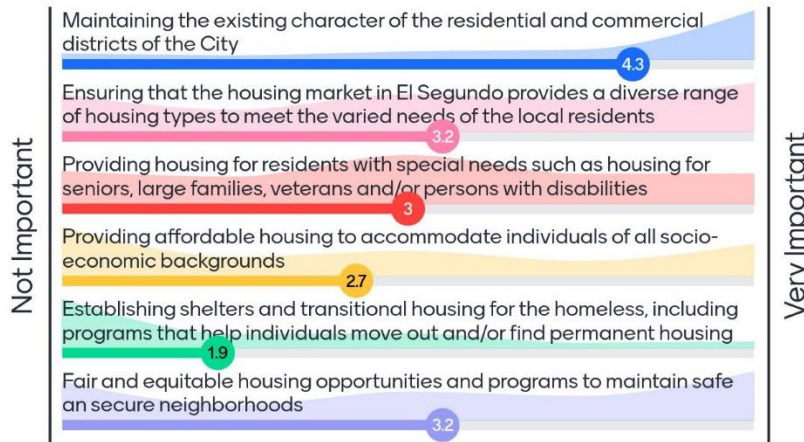 Maintaining the existing character of the residential and commercial
districts of the City
4.3
Ensuring that the housing market in El Segundo provides a diverse range
of housing types to meet the varied needs of the local residents
3.2
Providing housing for residents with special needs such as housing for
seniors, large families, veterans and/or persons with disabilities
3
Providing affordable housing to accommodate individuals of all socio-
economic backgrounds
2.7
Establishing shelters and transitional housing for the homeless, including
programs that help individuals move out and/or find permanent housing
1.9
Fair and equitable housing opportunities and programs to maintain safe
an secure neighborhoods
3.2
Not Important
Very Important